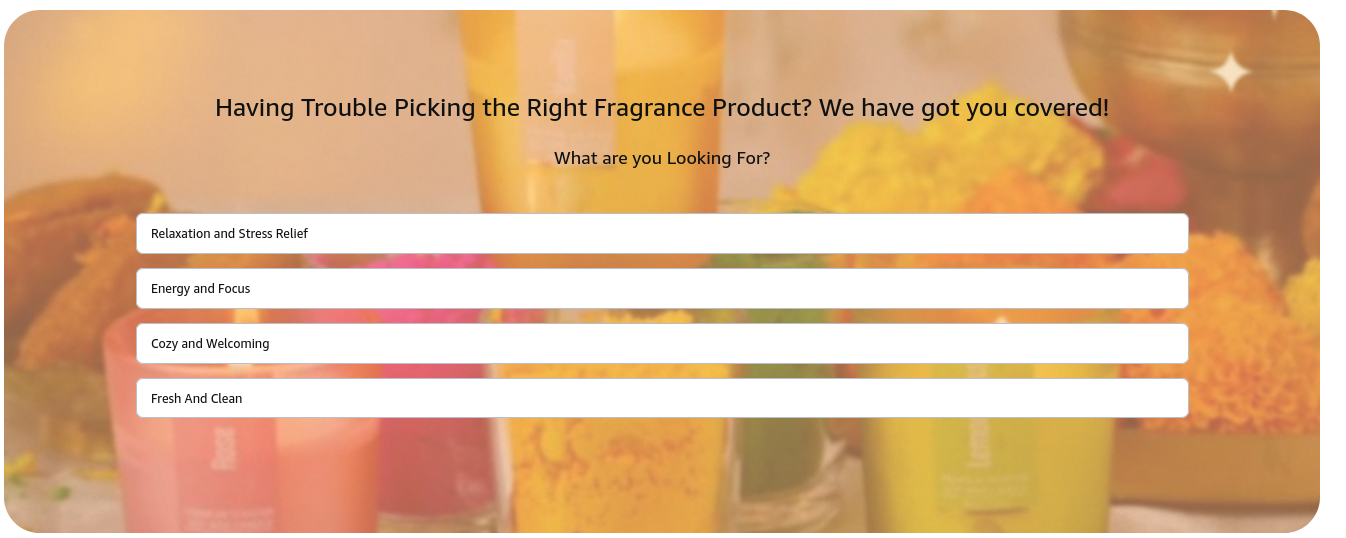 Having Trouble Picking the Right Fragrance Product? We have got you covered!
What are you Looking For?
Relaxation and Stress Relief
Energy and Focus
Cozy and Welcoming
Fresh And Clean
Rose